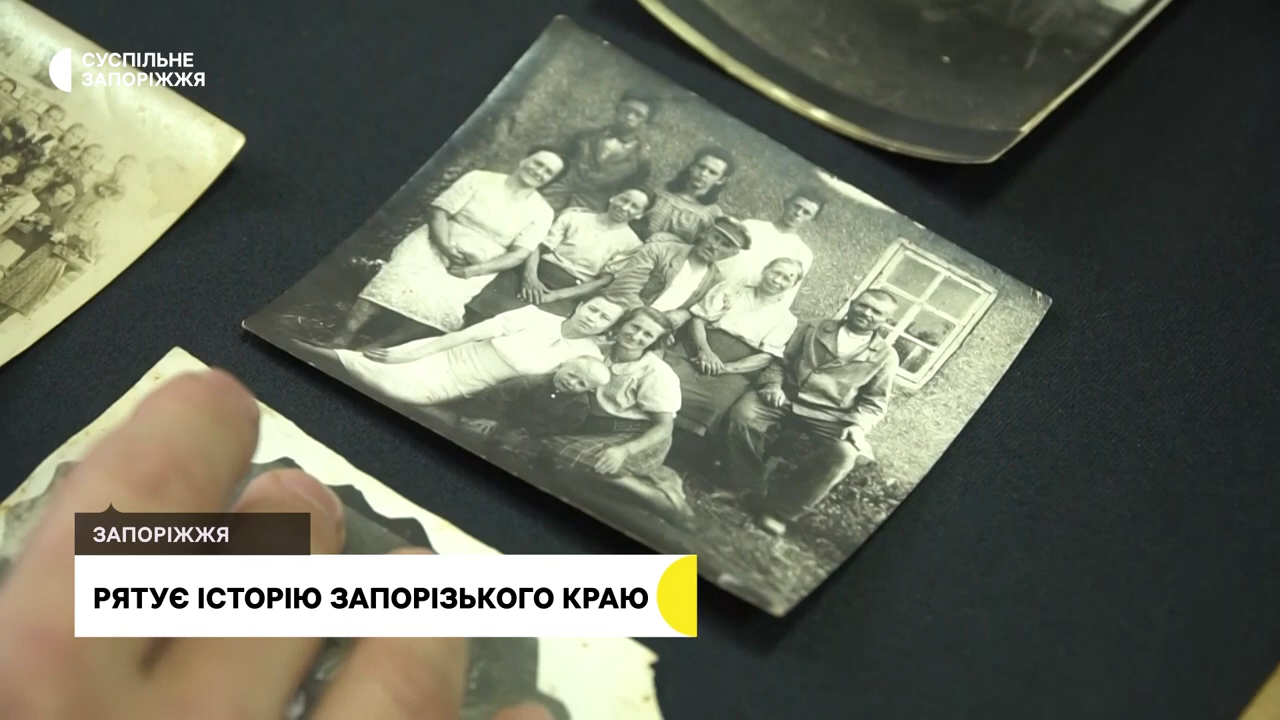 СУСПІЛЬНЕ
ЗАПОРІЖЖЯ
ЗАПОРІЖЖЯ
РЯТУЄ ІСТОРІЮ ЗАПОРІЗЬКОГО КРАЮ